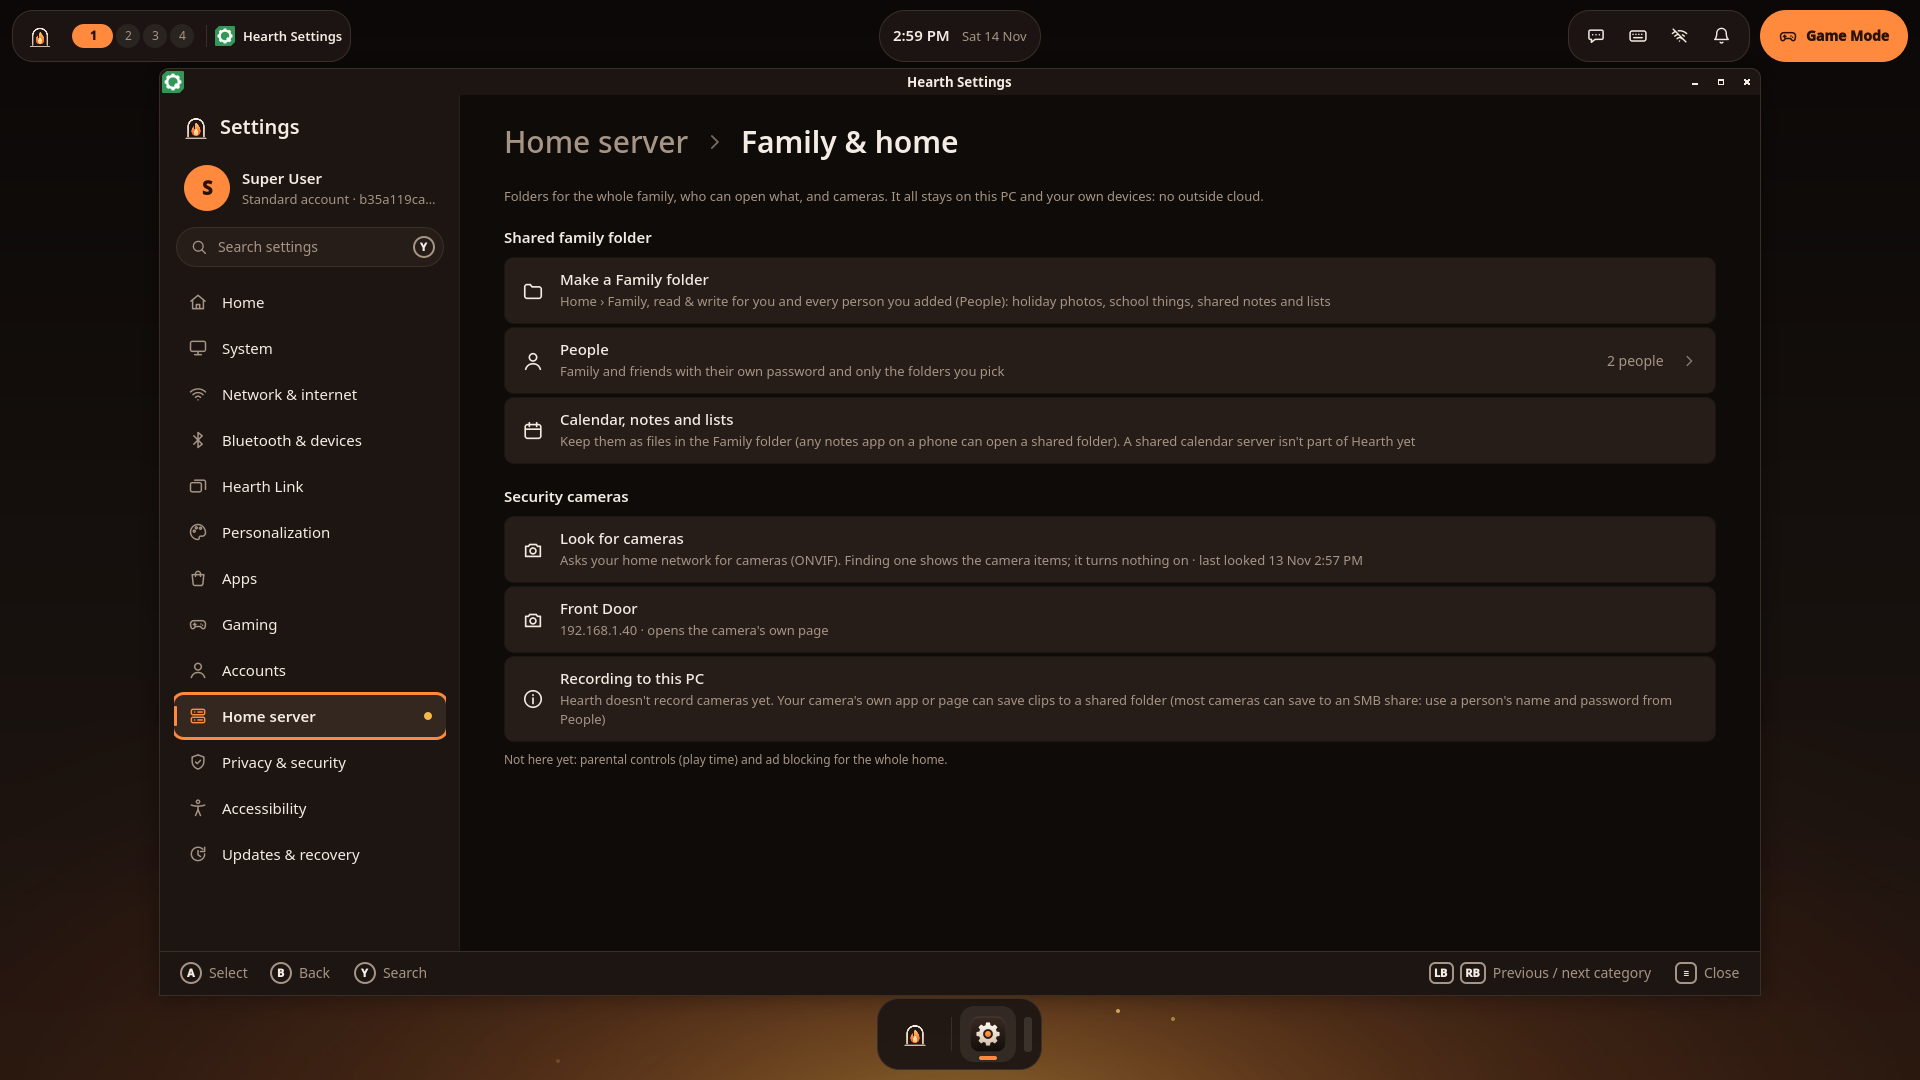 1 2 3 4 Hearth Settings
2:59 PM Sat 14 Nov
Game Mode
Hearth Settings
Settings
S
Super User
Standard account · b35a119ca...
Search settings Y
Home
System
Network & internet
Bluetooth & devices
Hearth Link
Personalization
Apps
Gaming
Accounts
Home server
Privacy & security
Accessibility
Updates & recovery
Home server > Family & home
Folders for the whole family, who can open what, and cameras. It all stays on this PC and your own devices: no outside cloud.
Shared family folder
Make a Family folder
Home › Family, read & write for you and every person you added (People): holiday photos, school things, shared notes and lists
People
Family and friends with their own password and only the folders you pick
2 people
Calendar, notes and lists
Keep them as files in the Family folder (any notes app on a phone can open a shared folder). A shared calendar server isn't part of Hearth yet
Security cameras
Look for cameras
Asks your home network for cameras (ONVIF). Finding one shows the camera items; it turns nothing on · last looked 13 Nov 2:57 PM
Front Door
192.168.1.40 · opens the camera's own page
Recording to this PC
Hearth doesn't record cameras yet. Your camera's own app or page can save clips to a shared folder (most cameras can save to an SMB share: use a person's name and password from
People)
Not here yet: parental controls (play time) and ad blocking for the whole home.
A Select B Back Y Search
LB RB Previous / next category ≡ Close